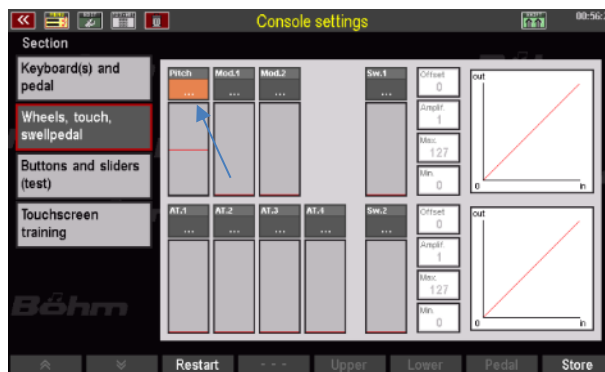 Console settings
00:56:
Section
Keyboard(s) and
pedal
Wheels, touch,
swellpedal
Buttons and sliders
(test)
Touchscreen
training
Pitch Mod.1 Mod.2 Sw.1
... ... ... ...
Offset
0
Amplif.
1
Max.
127
Min.
0
out
0 in
AT.1 AT.2 AT.3 AT.4 Sw.2
... ... ... ... ...
Offset
0
Amplif.
1
Max.
127
Min.
0
out
0 in
Böhm
Restart - - - Upper Lower Pedal Store